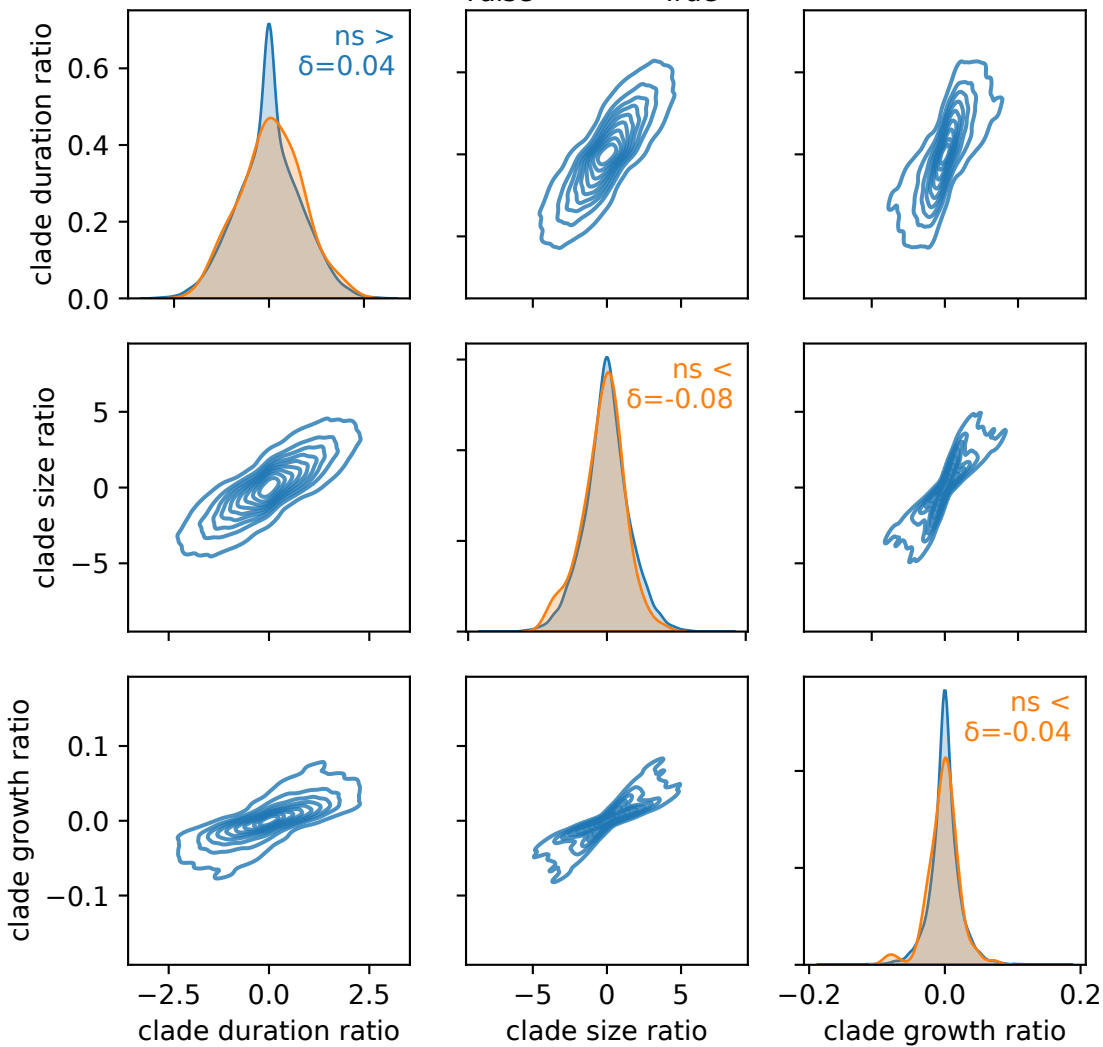 clade duration ratio
0.6
0.4
0.2
0.0
ns >
δ=0.04
clade size ratio
5
0
−5
ns <
δ=-0.08
clade growth ratio
0.1
0.0
−0.1
ns <
δ=-0.04
−2.5 0.0 2.5
−5 0 5
−0.2 0.0 0.2
clade duration ratio
clade size ratio
clade growth ratio